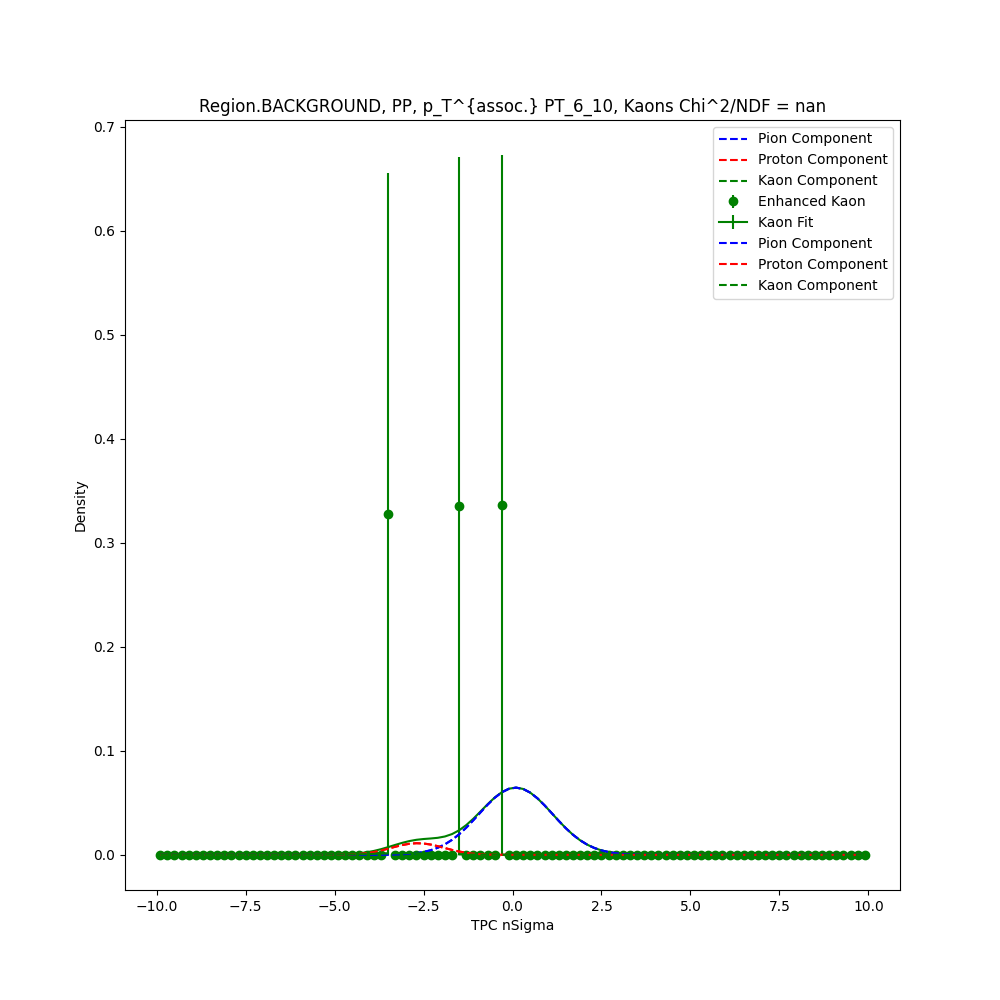 Region.BACKGROUND, PP, p_T^{assoc.} PT_6_10, Kaons Chi^2/NDF = nan
Pion Component
Proton Component
Kaon Component
Enhanced Kaon
Kaon Fit
Pion Component
Proton Component
Kaon Component
0.7
0.6
0.5
0.4
0.3
0.2
0.1
0.0
Density
−10.0 −7.5 −5.0 −2.5 0.0 2.5 5.0 7.5 10.0
TPC nSigma